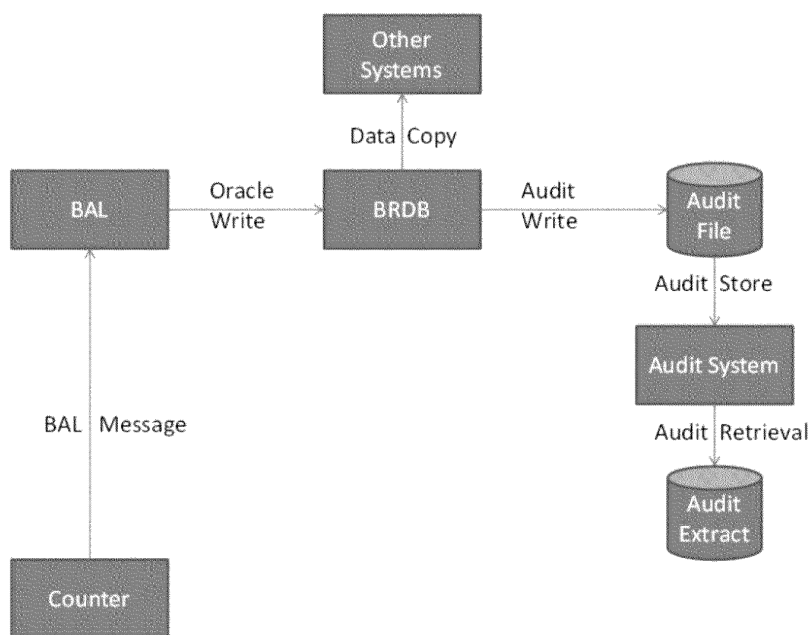 Other
Systems
Data Copy
BAL
Oracle
Write
BRDB
Audit
Write
Audit
File
Audit Store
Audit System
BAL Message
Audit Retrieval
Audit
Extract
Counter